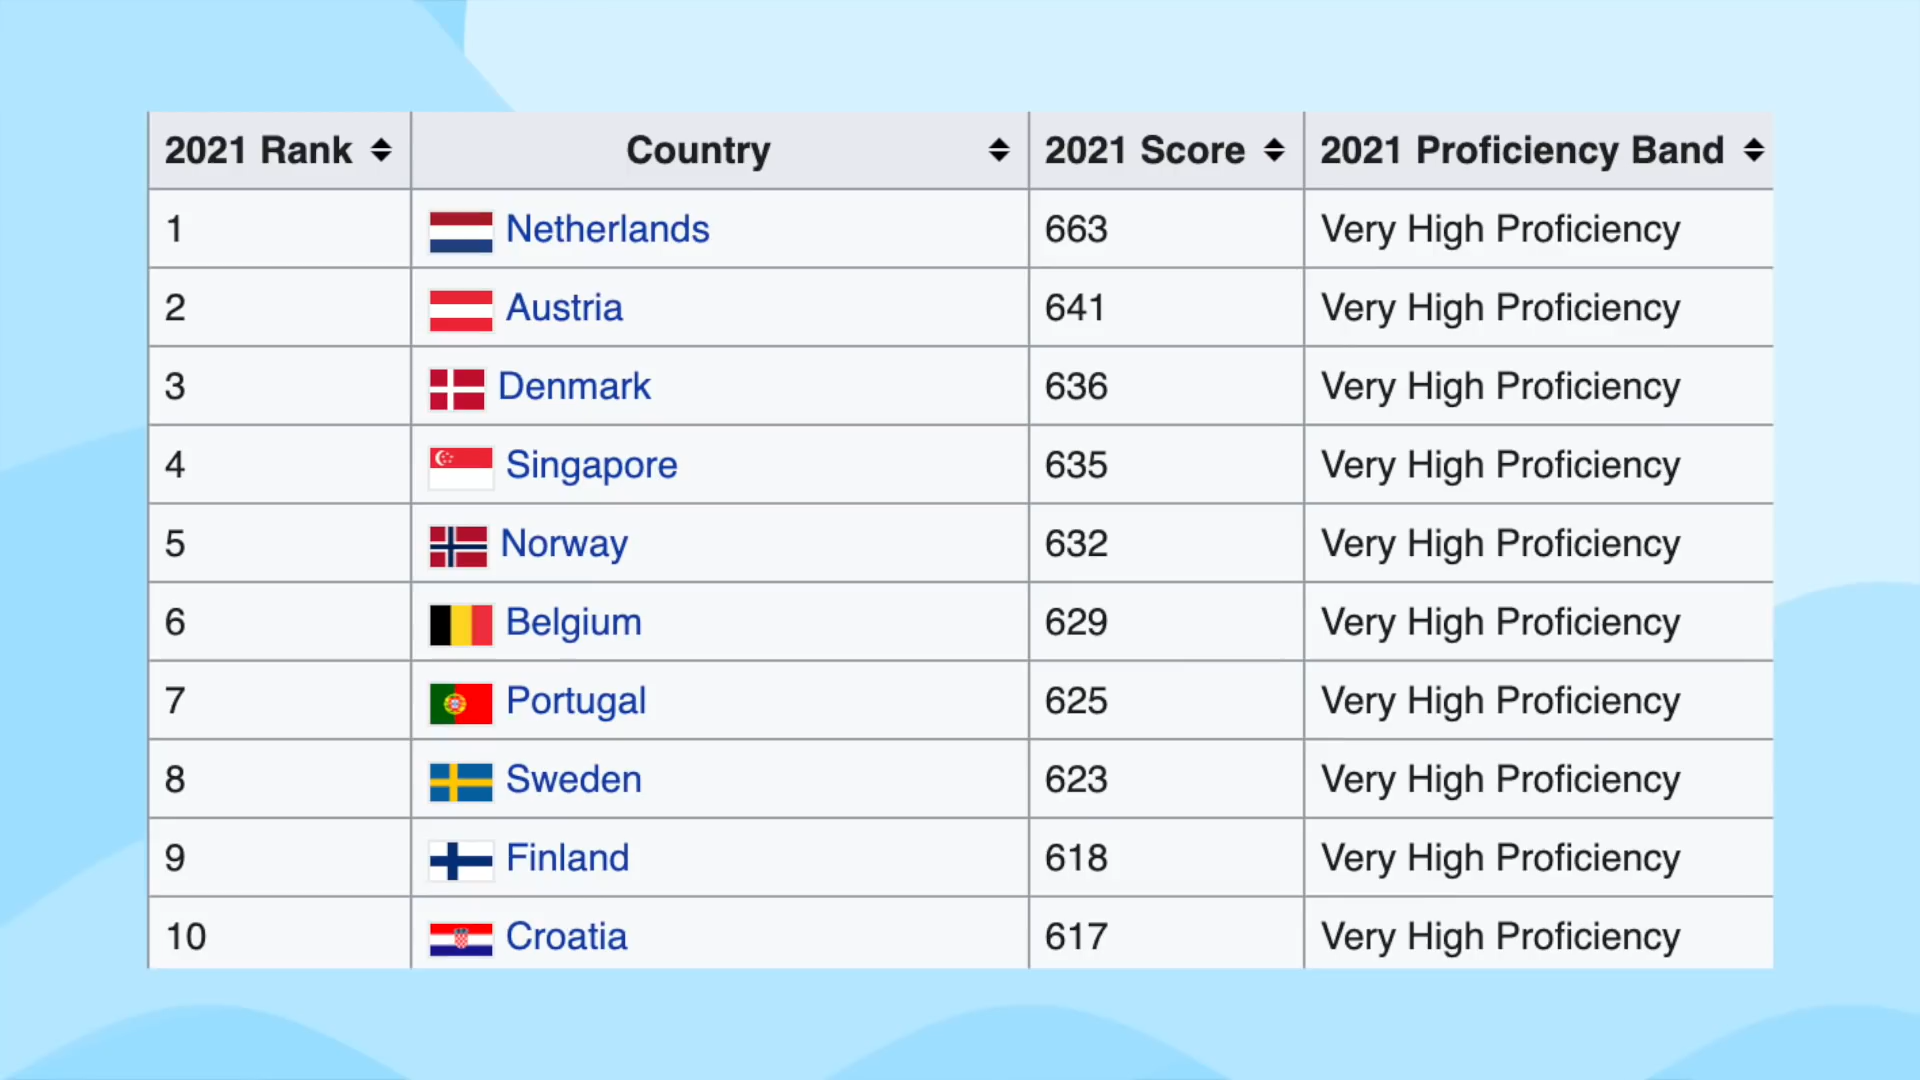 2021 Rank Country 2021 Score 2021 Proficiency Band
1 Netherlands 663 Very High Proficiency
2 Austria 641 Very High Proficiency
3 Denmark 636 Very High Proficiency
4 Singapore 635 Very High Proficiency
5 Norway 632 Very High Proficiency
6 Belgium 629 Very High Proficiency
7 Portugal 625 Very High Proficiency
8 Sweden 623 Very High Proficiency
9 Finland 618 Very High Proficiency
10 Croatia 617 Very High Proficiency